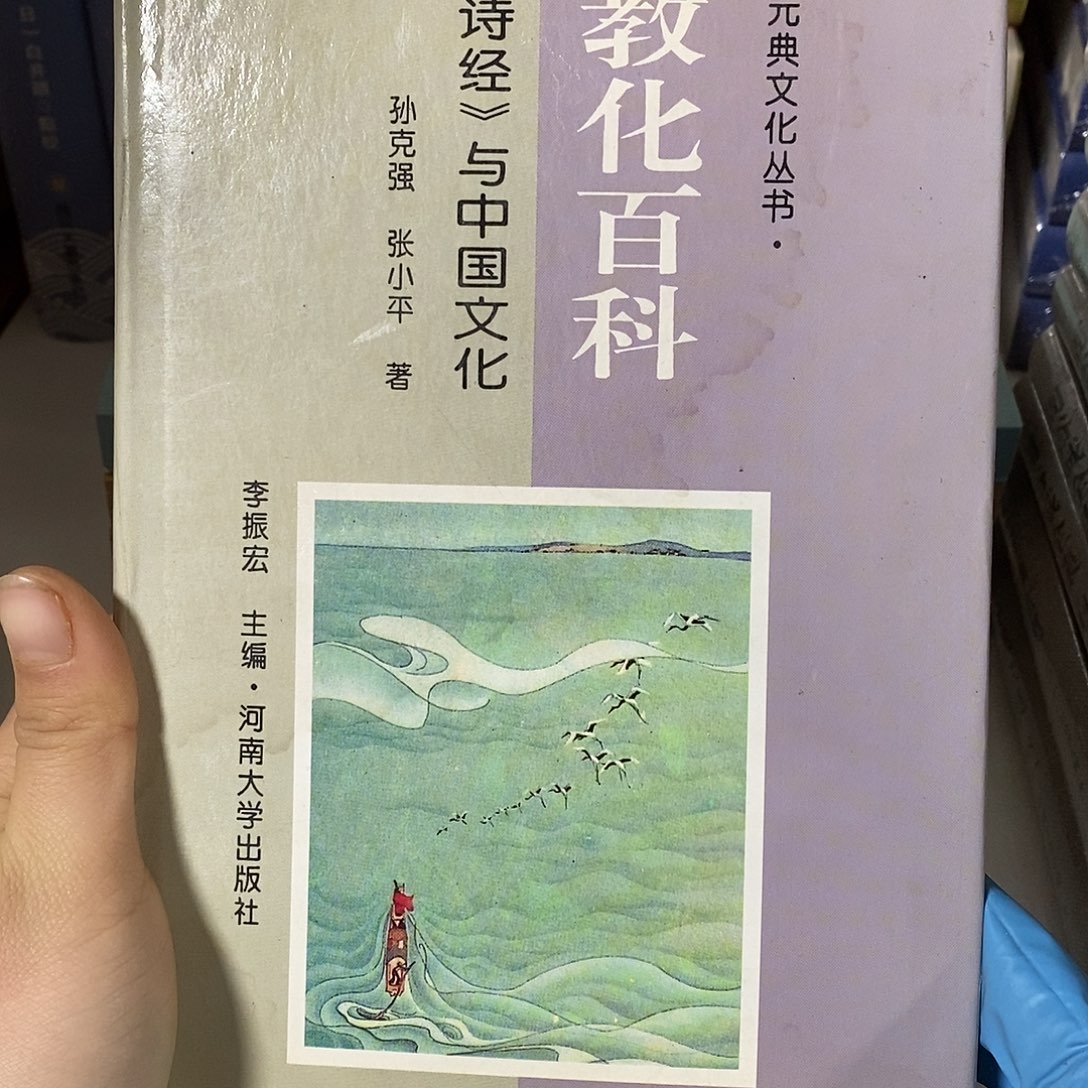 元典文化丛书·
教化百科
诗经》与中国文化
孙克强 张小平 著
李振宏 主编·河南大学出版社